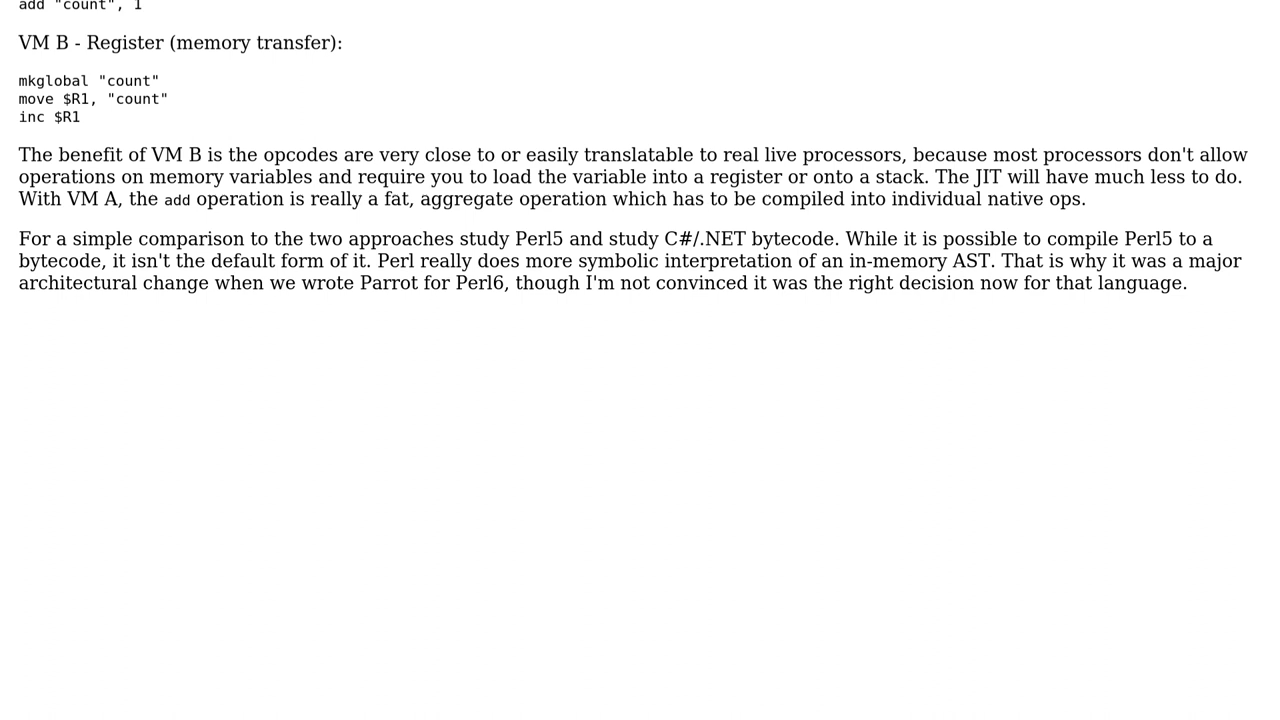 add "count", 1
VM B - Register (memory transfer):
mkglobal "count"
move $R1, "count"
inc $R1
The benefit of VM B is the opcodes are very close to or easily translatable to real live processors, because most processors don't allow
operations on memory variables and require you to load the variable into a register or onto a stack. The JIT will have much less to do.
With VM A, the add operation is really a fat, aggregate operation which has to be compiled into individual native ops.
For a simple comparison to the two approaches study Perl5 and study C#/.NET bytecode. While it is possible to compile Perl5 to a
bytecode, it isn't the default form of it. Perl really does more symbolic interpretation of an in-memory AST. That is why it was a major
architectural change when we wrote Parrot for Perl6, though I'm not convinced it was the right decision now for that language.